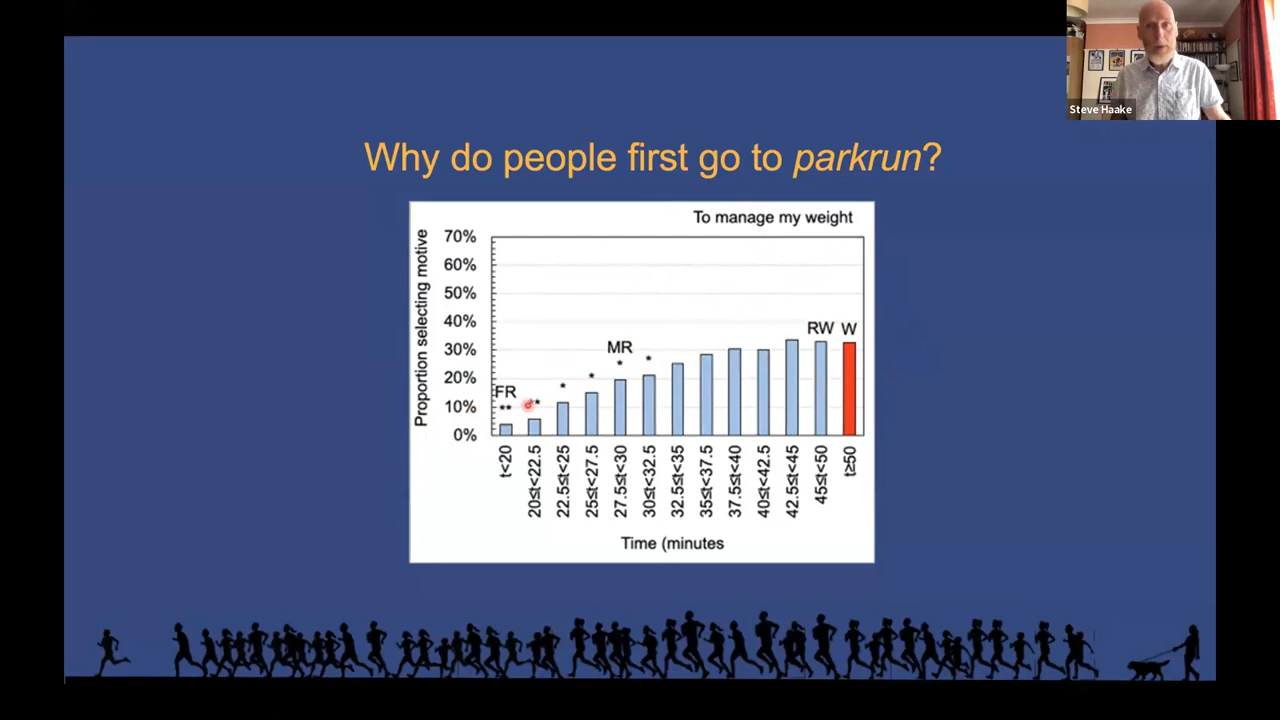 Steve Haake
Why do people first go to parkrun?
To manage my weight
Proportion selecting motive
70%
60%
50%
40%
30%
20%
10%
0%
FR
**
**
*
*
MR
*
*
RW W
t<20
20≤t<22.5
22.5≤t<25
25≤t<27.5
27.5≤t<30
30≤t<32.5
32.5≤t<35
35≤t<37.5
37.5≤t<40
40≤t<42.5
42.5≤t<45
45≤t<50
t≥50
Time (minutes